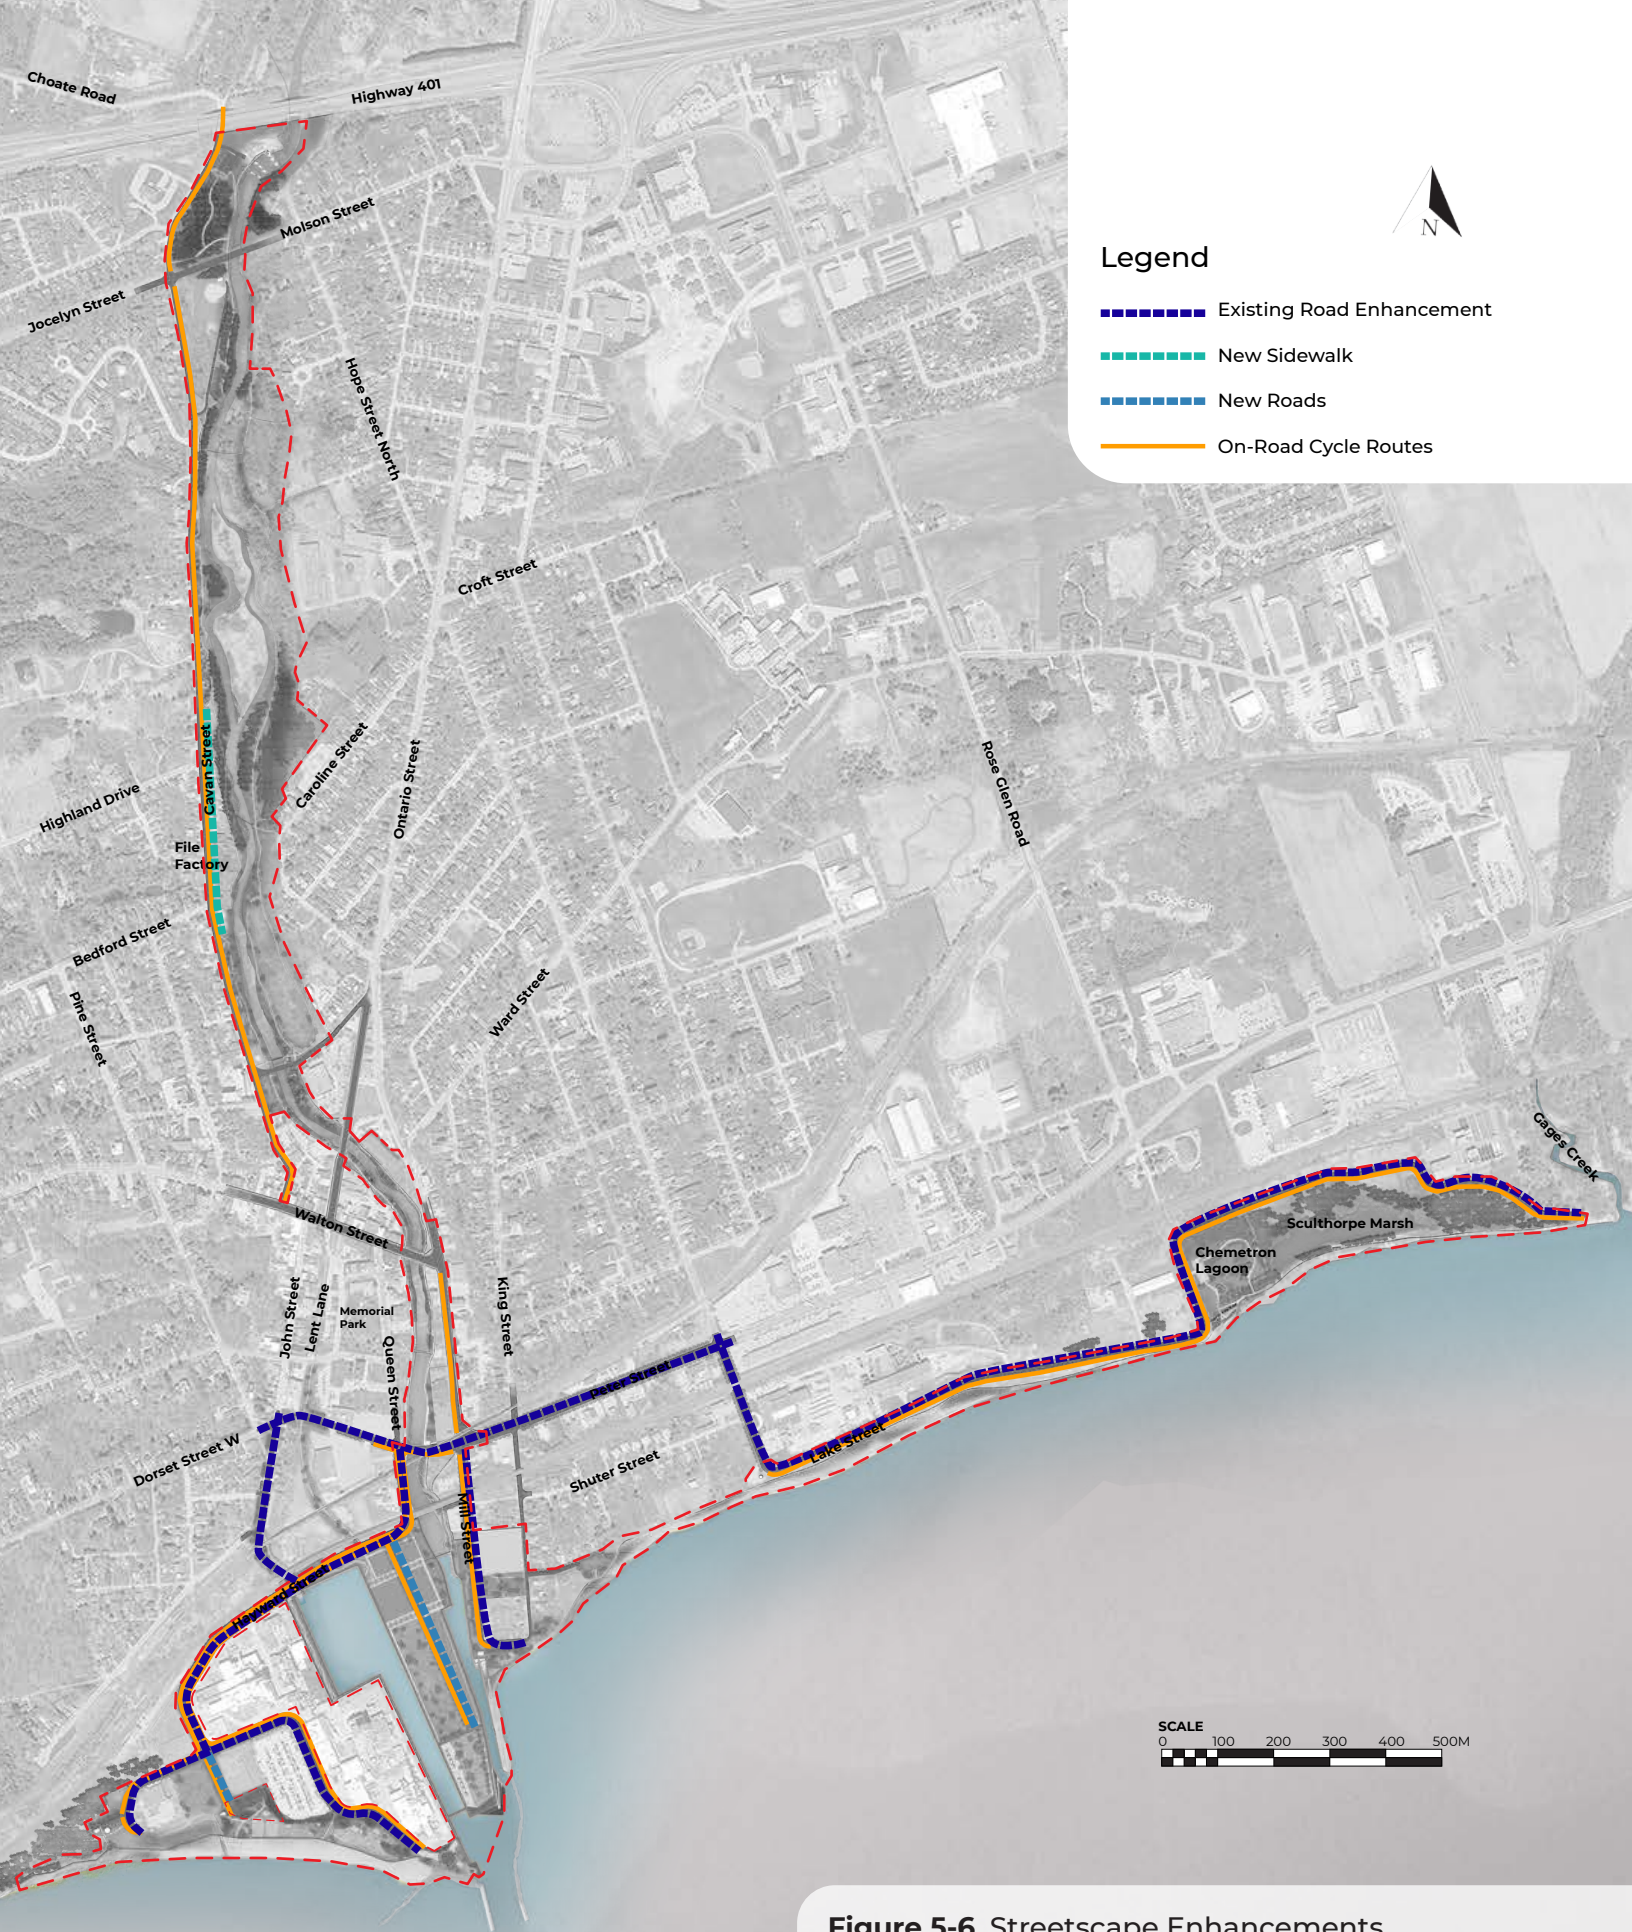 Choate Road
Highway 401
Molson Street
Jocelyn Street
N
Legend
Existing Road Enhancement
New Sidewalk
New Roads
On-Road Cycle Routes
Hope Street North
Croft Street
Caroline Street
Ontario Street
Cavan Street
Highland Drive
File
Factory
Rose Glen Road
Google Earth
Bedford Street
Pine Street
Ward Street
Gages Creek
Walton Street
Sculthorpe Marsh
Chemetron
Lagoon
John Street
Lent Lane
Memorial
Park
Queen Street
King Street
Peter Street
Dorset Street W
Shuter Street
Lake Street
Mill Street
Hayward Street
SCALE
0 100 200 300 400 500M
Figure 5-6 Streetscape Enhancements